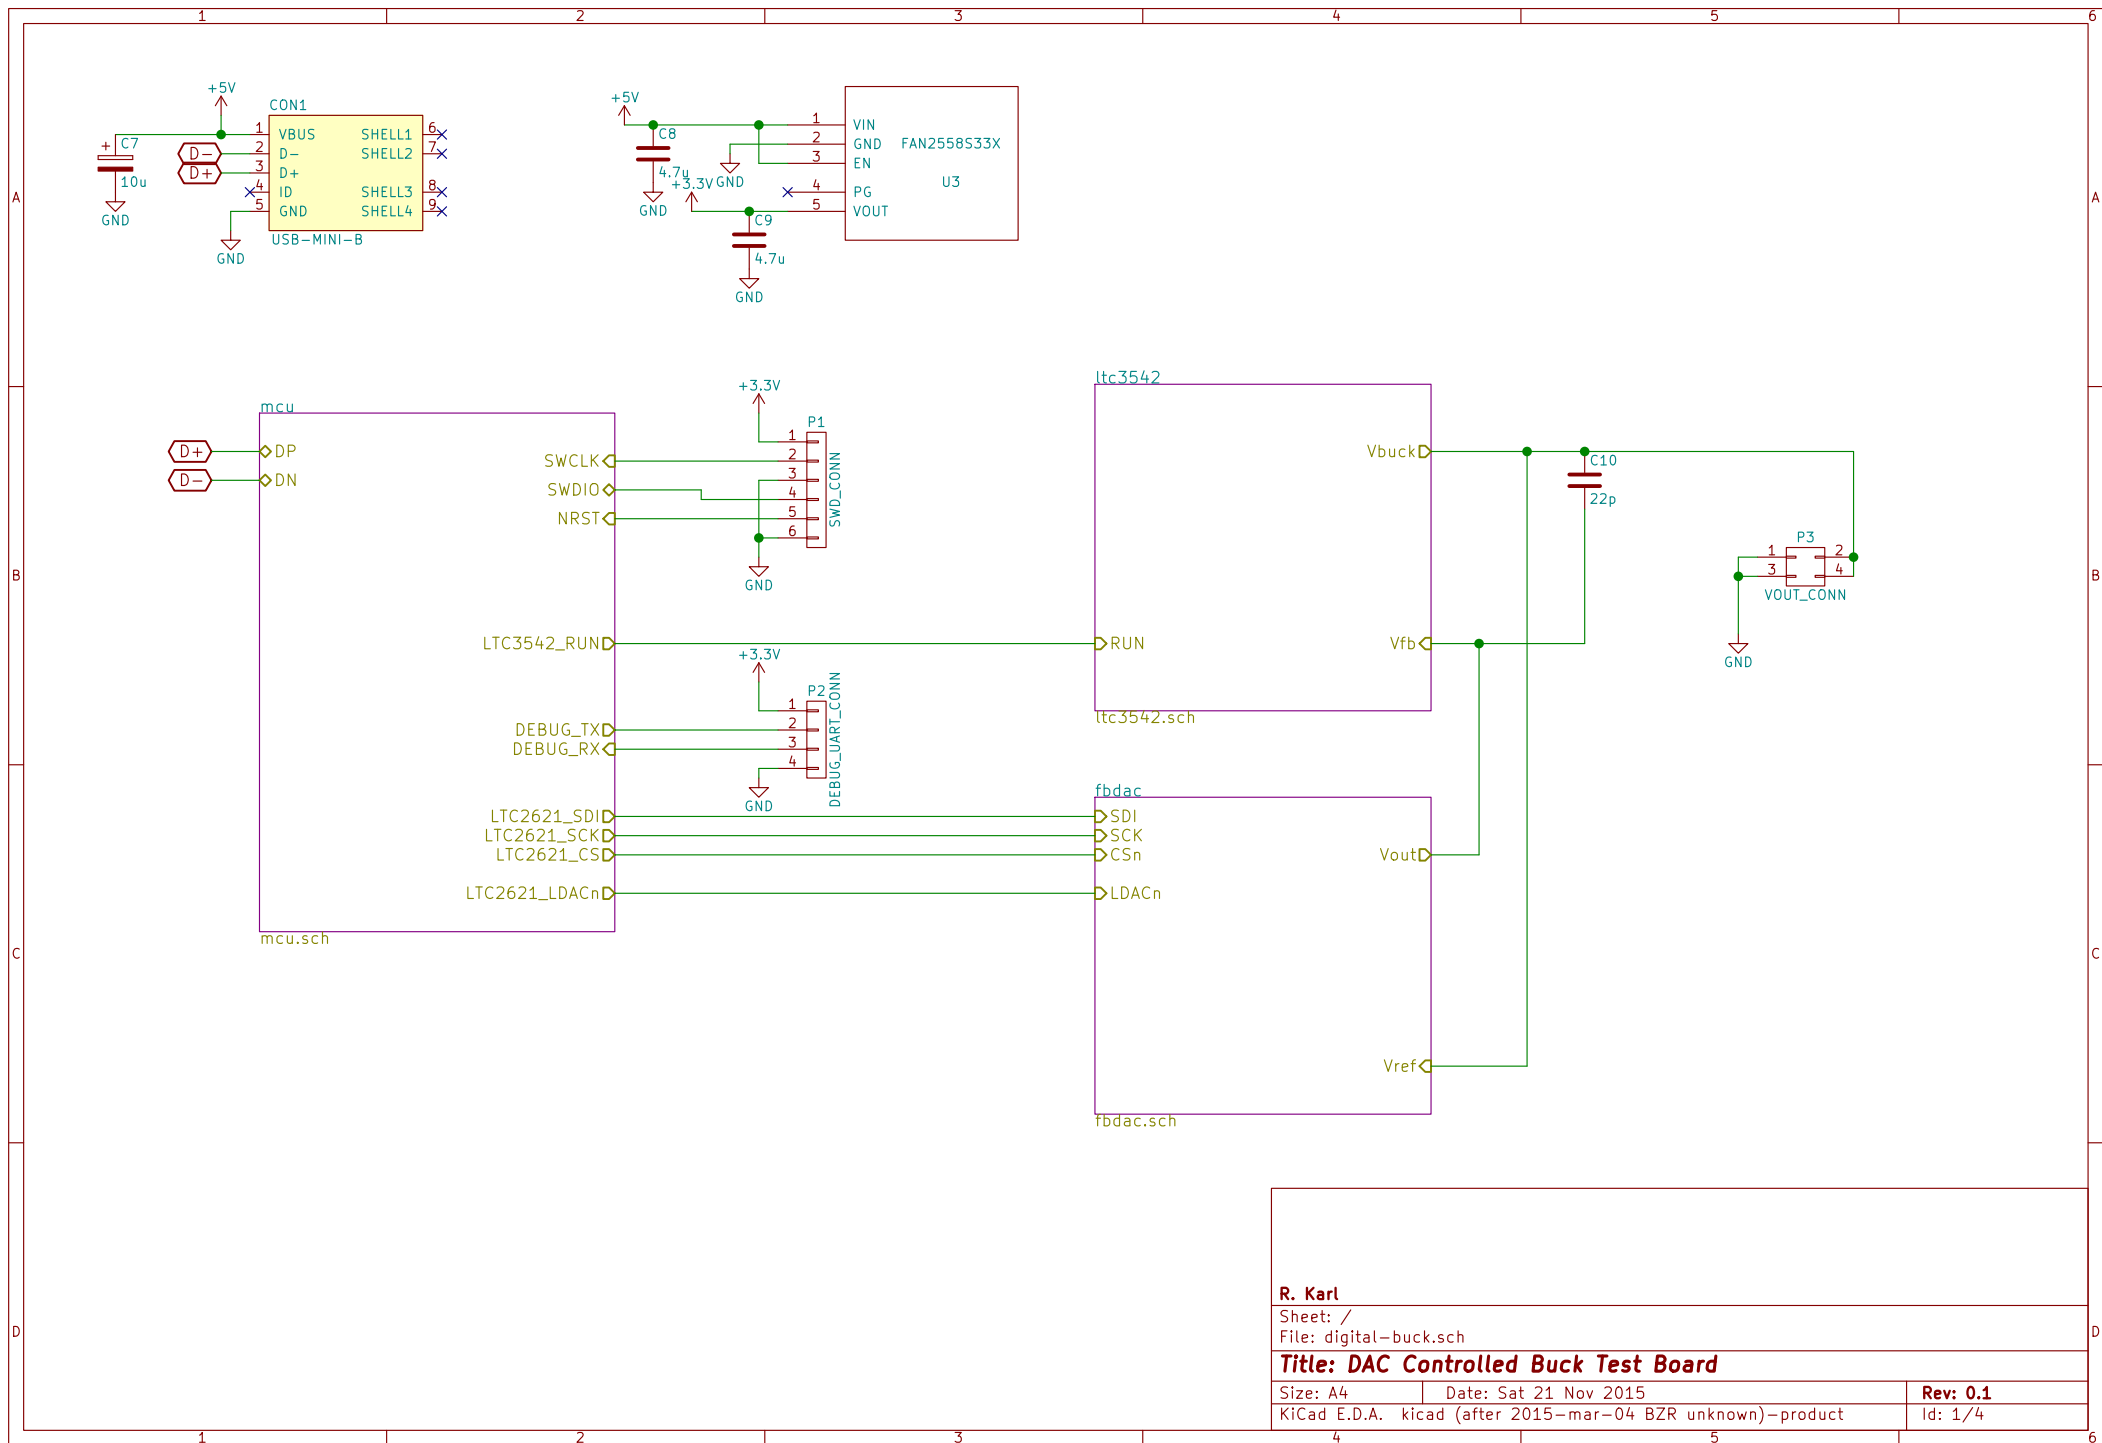 1 2 3 4 5 6
A A
B B
C C
D D
+5V
CON1
C7
+
10u
GND
D-
D+
1 VBUS SHELL1 6
2 D- SHELL2 7
3 D+
4 ID SHELL3 8
5 GND SHELL4 9
USB-MINI-B
GND
+5V
C8
4.7u
GND
GND
+3.3V
C9
4.7u
GND
1 VIN
2 GND
3 EN
4 PG
5 VOUT
FAN2558S33X
U3
mcu
D+ DP
D- DN
SWCLK
SWDIO
NRST
LTC3542_RUN
DEBUG_TX
DEBUG_RX
LTC2621_SDI
LTC2621_SCK
LTC2621_CS
LTC2621_LDACn
mcu.sch
+3.3V
P1
1
2
3
4
5
6
SWD_CONN
GND
+3.3V
P2
1
2
3
4
DEBUG_UART_CONN
GND
ltc3542
Vbuck
RUN
Vfb
ltc3542.sch
fbdac
SDI
SCK
CSn
LDACn
Vout
Vref
fbdac.sch
C10
22p
P3
1 2
3 4
VOUT_CONN
GND
R. Karl
Sheet: /
File: digital-buck.sch
Title: DAC Controlled Buck Test Board
Size: A4 Date: Sat 21 Nov 2015 Rev: 0.1
KiCad E.D.A. kicad (after 2015-mar-04 BZR unknown)-product Id: 1/4
1 2 3 4 5 6